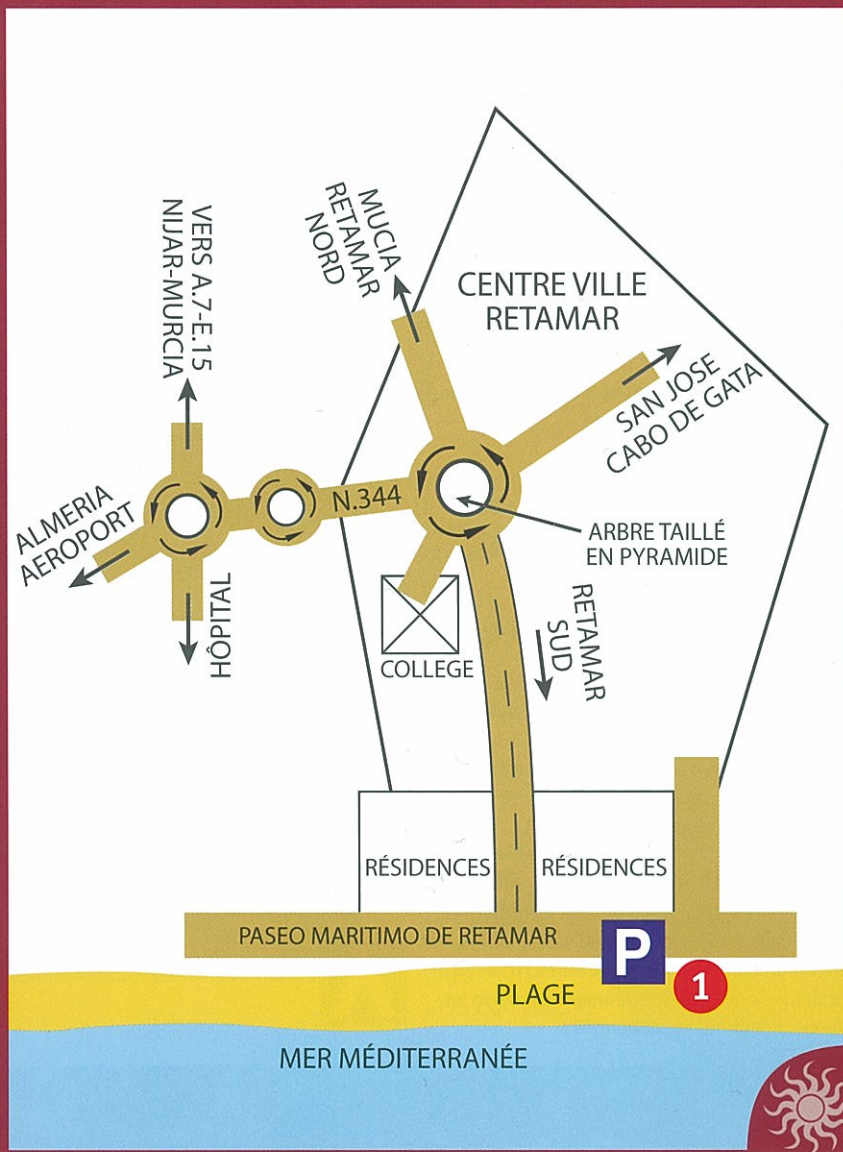 VERS A.7-E.15
NIJAR-MURCIA
MUCIA
RETAMAR
NORD
CENTRE VILLE
RETAMAR
SAN JOSE
CABO DE GATA
ALMERIA
AEROPORT
N.344
ARBRE TAILLÉ
EN PYRAMIDE
HÔPITAL
RETAMAR
SUD
COLLEGE
RÉSIDENCES
RÉSIDENCES
PASEO MARITIMO DE RETAMAR
P
1
PLAGE
MER MÉDITERRANÉE